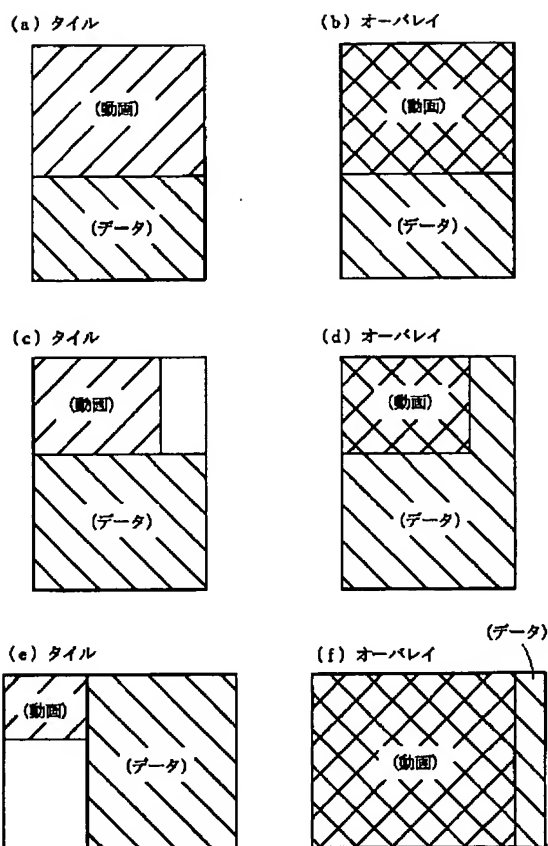 (a) タイル
(b) オーバレイ
(動画)
(動画)
(データ)
(データ)
(c) タイル
(d) オーバレイ
(動画)
(動画)
(データ)
(データ)
(データ)
(e) タイル
(f) オーバレイ
(動画)
(データ)
(動画)